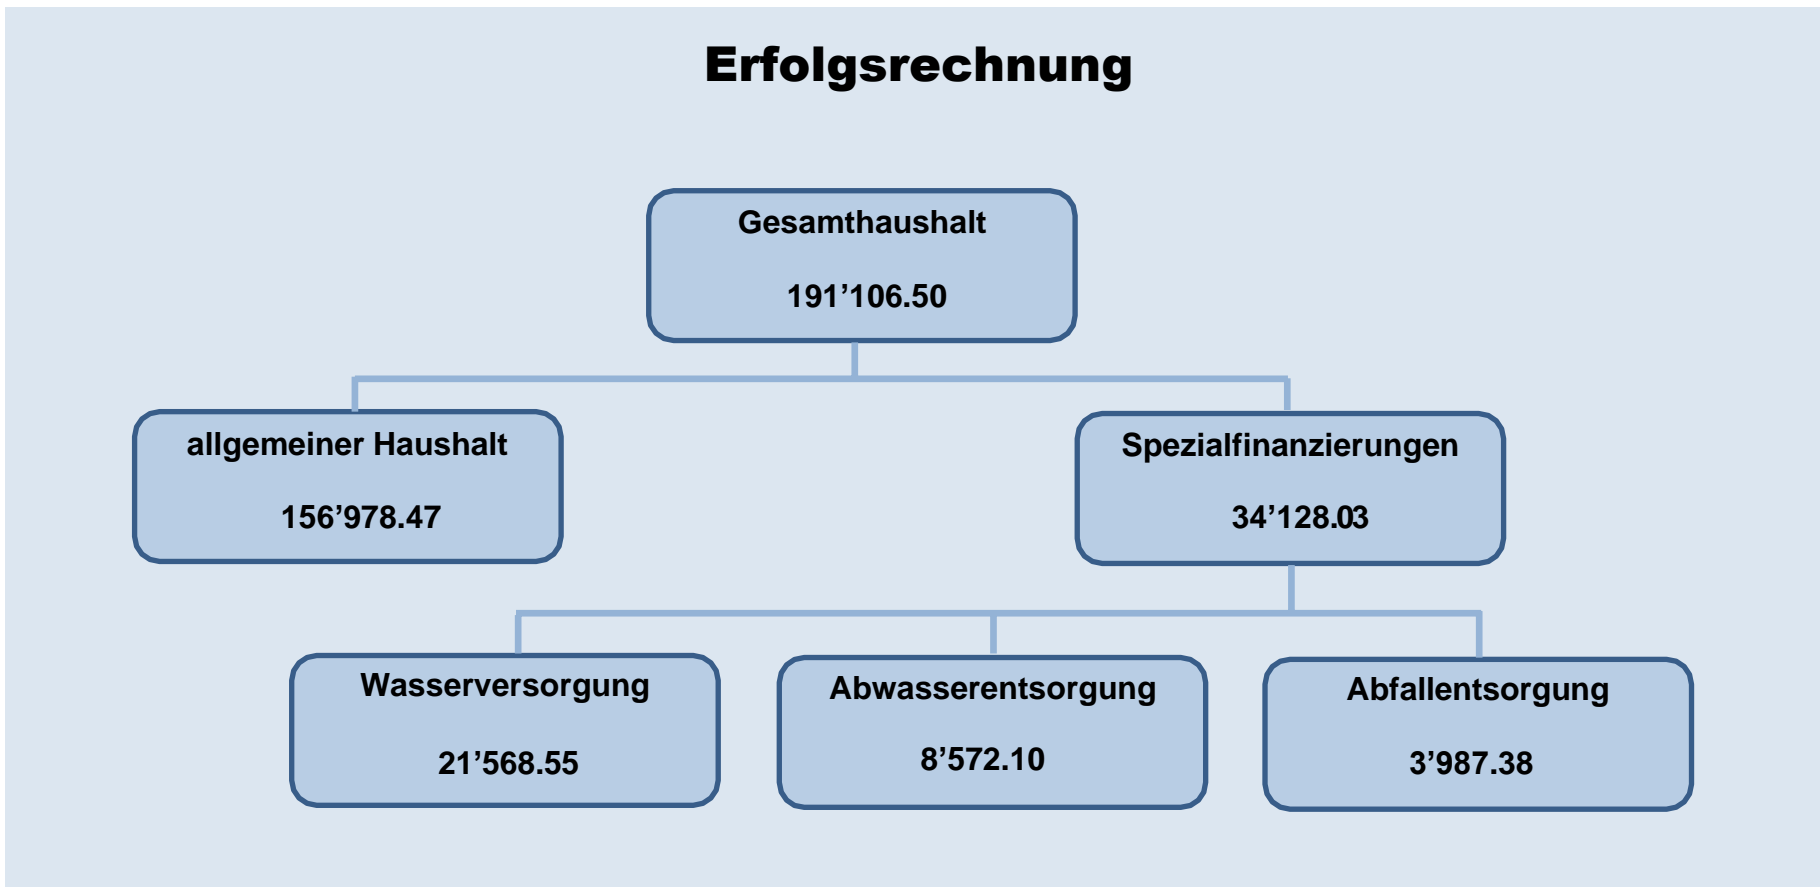 Erfolgsrechnung
Gesamthaushalt
191’106.50
allgemeiner Haushalt
156’978.47
Spezialfinanzierungen
34’128.03
Wasserversorgung
21’568.55
Abwasserentsorgung
8’572.10
Abfallentsorgung
3’987.38